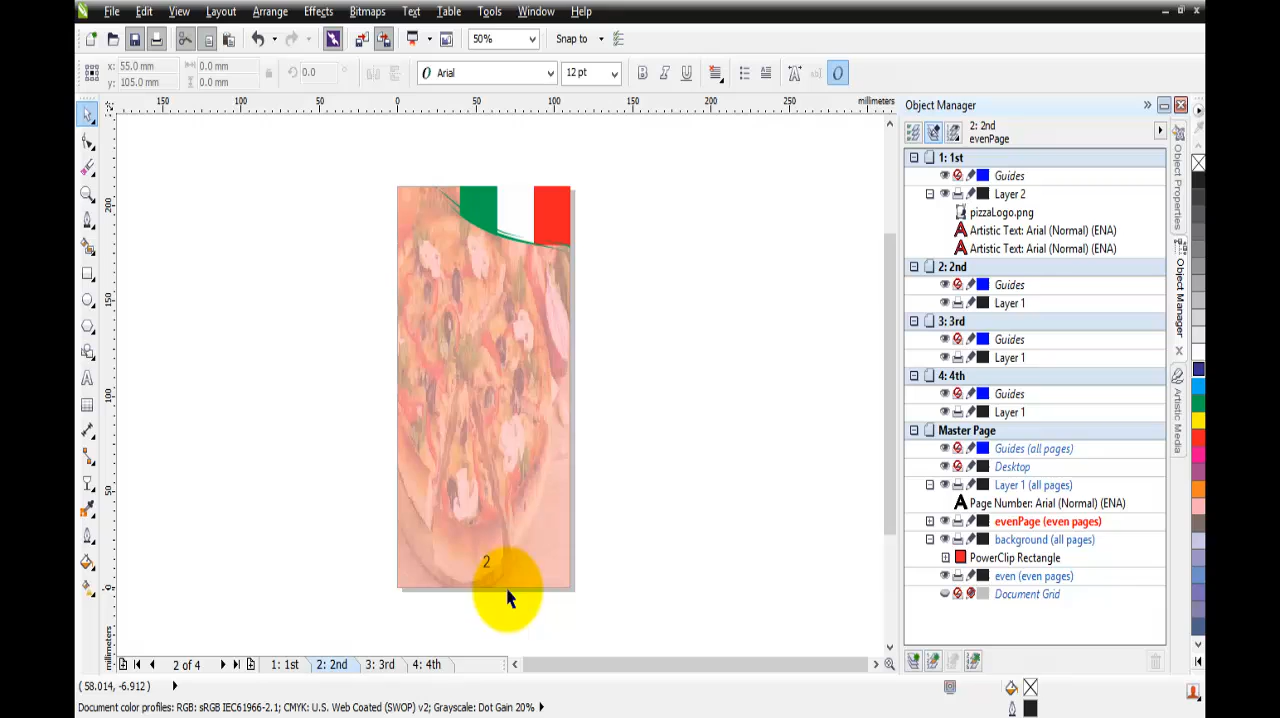 File Edit View Layout Arrange Effects Bitmaps Text Table Tools Window Help
50% Snap to
x: 55.0 mm 0.0 mm 0.0
y: 105.0 mm 0.0 mm
Arial 12 pt
150 100 50 0 50 100 150 200 250 millimeters
200
150
100
50
0
millimeters
2
Object Manager
2: 2nd
evenPage
1: 1st
Guides
Layer 2
pizzaLogo.png
Artistic Text: Arial (Normal) (ENA)
Artistic Text: Arial (Normal) (ENA)
2: 2nd
Guides
Layer 1
3: 3rd
Guides
Layer 1
4: 4th
Guides
Layer 1
Master Page
Guides (all pages)
Desktop
Layer 1 (all pages)
Page Number: Arial (Normal) (ENA)
evenPage (even pages)
background (all pages)
PowerClip Rectangle
even (even pages)
Document Grid
Object Properties
Object Manager
Artistic Media
2 of 4 1: 1st 2: 2nd 3: 3rd 4: 4th
( 58.014, -6.912 )
Document color profiles: RGB: sRGB IEC61966-2.1; CMYK: U.S. Web Coated (SWOP) v2; Grayscale: Dot Gain 20%